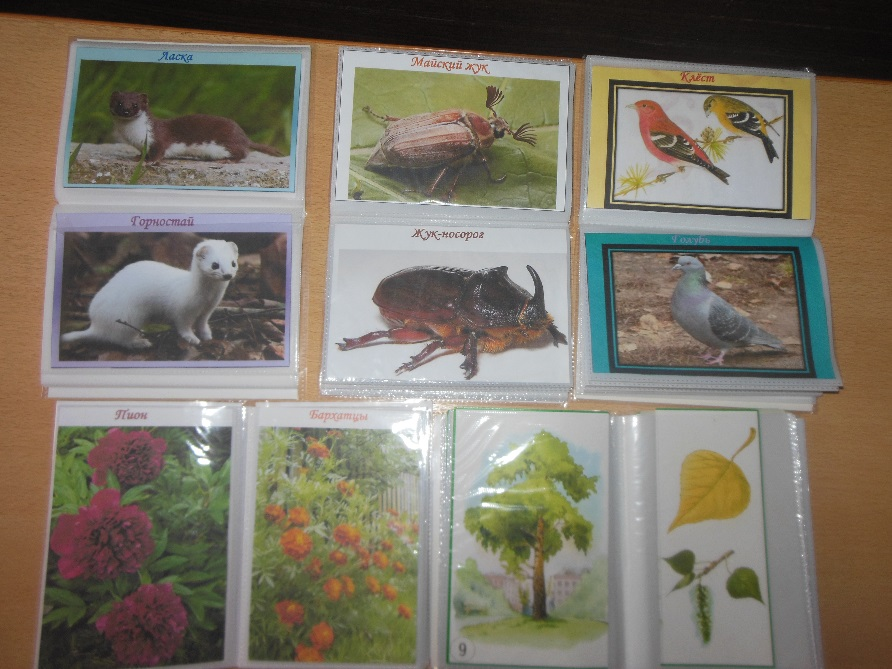 Ласка
Майский жук
Клёст
Горностай
Жук-носорог
Голубь
Пион
Бархатцы
9